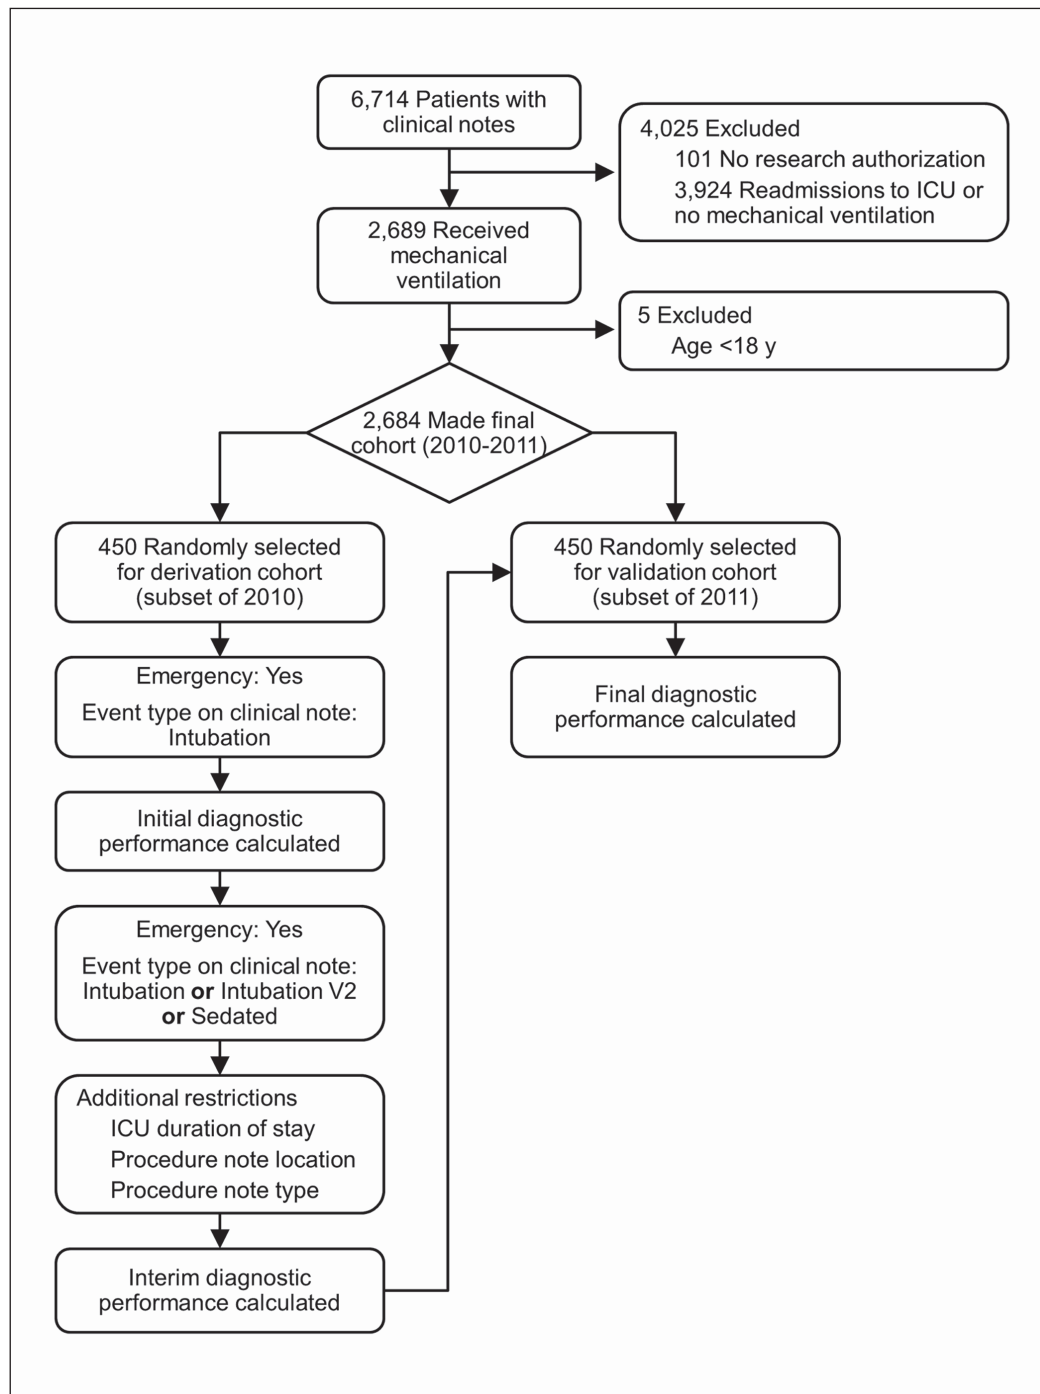 6,714 Patients with
clinical notes
4,025 Excluded
101 No research authorization
3,924 Readmissions to ICU or
no mechanical ventilation
2,689 Received
mechanical
ventilation
5 Excluded
Age <18 y
2,684 Made final
cohort (2010-2011)
450 Randomly selected
for derivation cohort
(subset of 2010)
450 Randomly selected
for validation cohort
(subset of 2011)
Emergency: Yes
Event type on clinical note:
Intubation
Final diagnostic
performance calculated
Initial diagnostic
performance calculated
Emergency: Yes
Event type on clinical note:
Intubation or Intubation V2
or Sedated
Additional restrictions
ICU duration of stay
Procedure note location
Procedure note type
Interim diagnostic
performance calculated